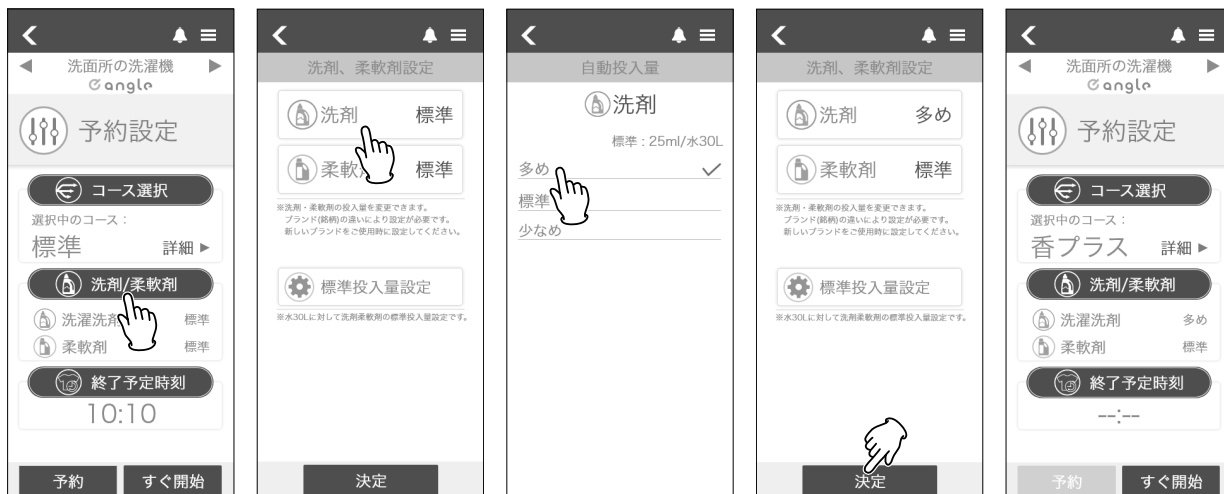 洗面所の洗濯機
angle
予約設定
コース選択
選択中のコース：
標準
詳細
洗剤/柔軟剤
洗濯洗剤
標準
柔軟剤
標準
終了予定時刻
10:10
予約
すぐ開始
洗剤、柔軟剤設定
洗剤
標準
柔軟
標準
※洗剤・柔軟剤の投入量を変更できます。
ブランド(銘柄)の違いにより設定が必要です。
新しいブランドをご使用時に設定してください。
標準投入量設定
※水30Lに対して洗剤柔軟剤の標準投入量設定です。
決定
自動投入量
洗剤
標準：25ml/水30L
多め
標準
少なめ
洗剤、柔軟剤設定
洗剤
多め
柔軟剤
標準
※洗剤・柔軟剤の投入量を変更できます。
ブランド(銘柄)の違いにより設定が必要です。
新しいブランドをご使用時に設定してください。
標準投入量設定
※水30Lに対して洗剤柔軟剤の標準投入量設定です。
決定
洗面所の洗濯機
angle
予約設定
コース選択
選択中のコース：
香プラス
詳細
洗剤/柔軟剤
洗濯洗剤
多め
柔軟剤
標準
終了予定時刻
--:--
予約
すぐ開始